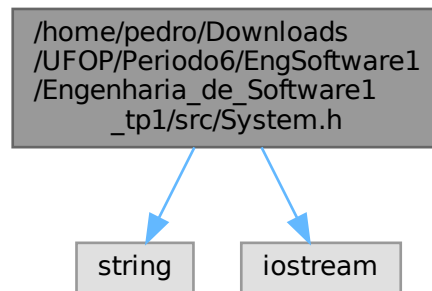 /home/pedro/Downloads
/UFOP/Periodo6/EngSoftware1
/Engenharia_de_Software1
_tp1/src/System.h
string
iostream